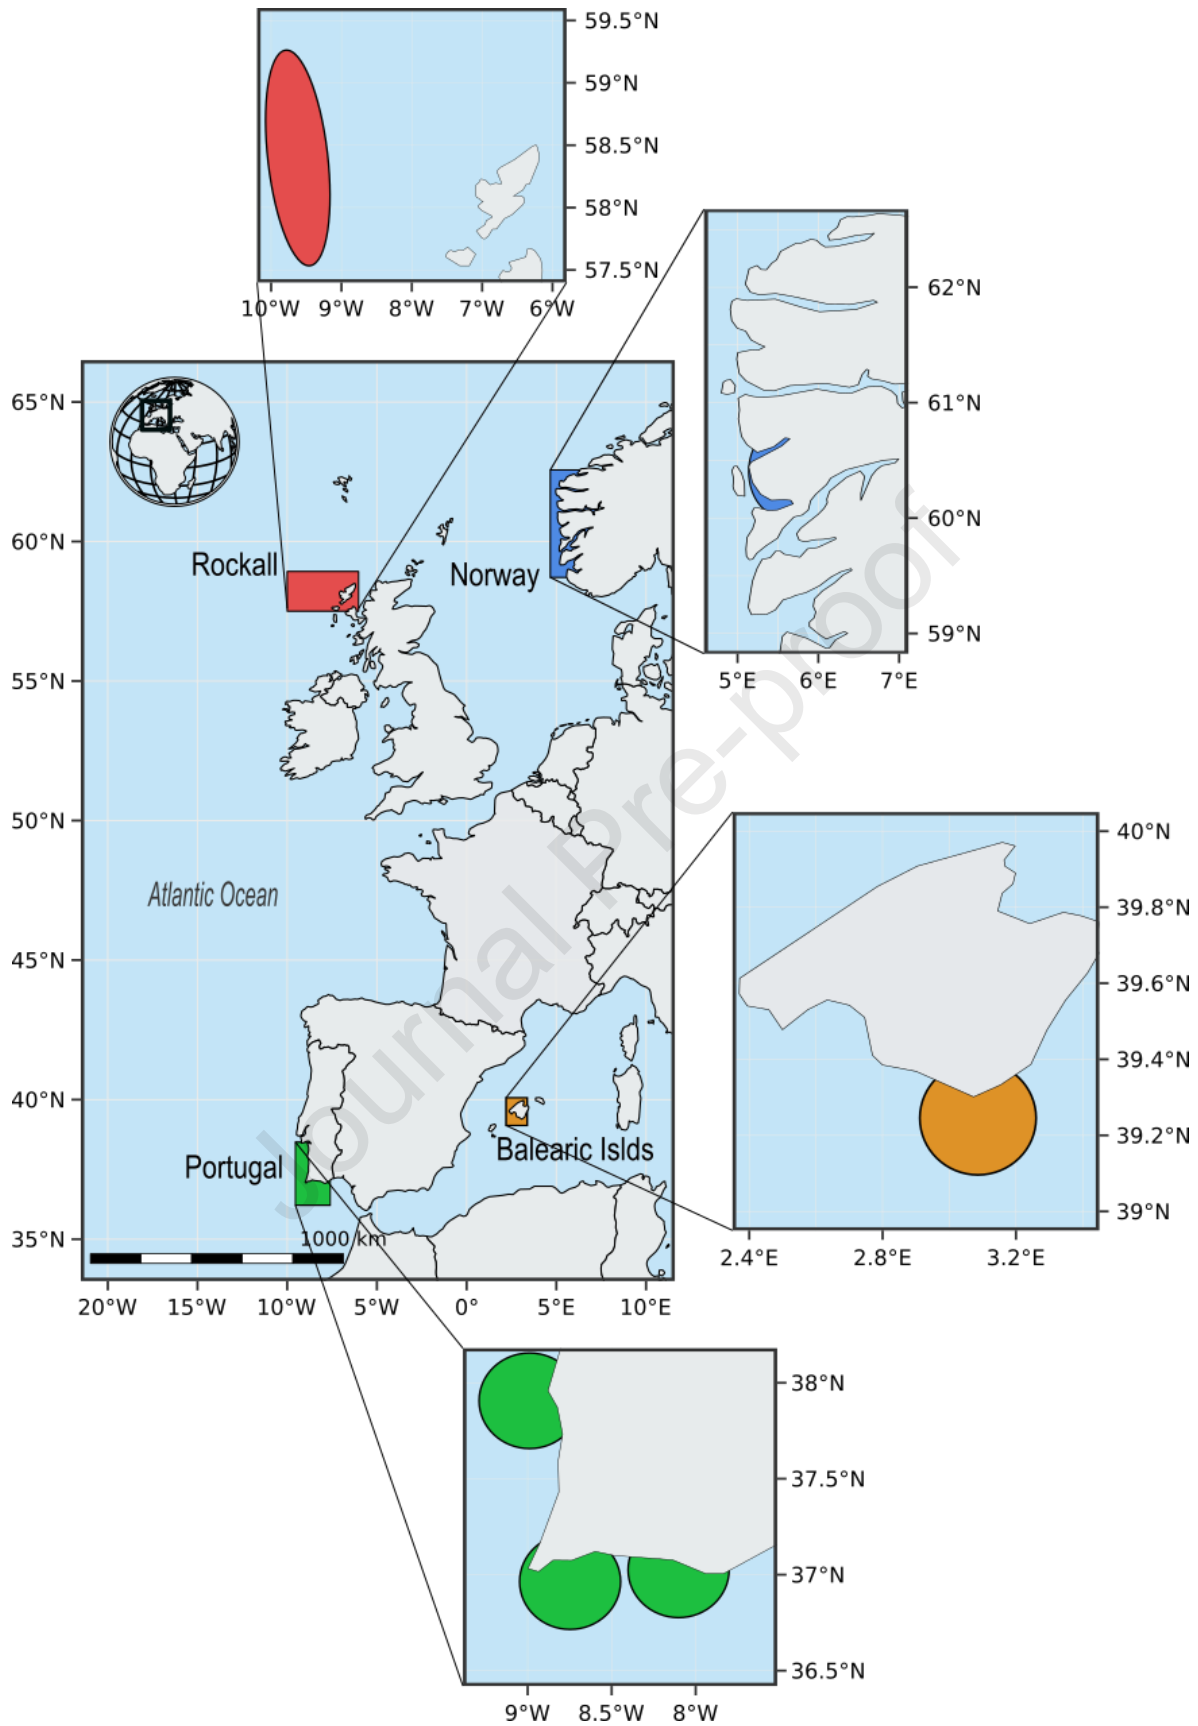 59.5°N
59°N
58.5°N
58°N
57.5°N
10°W 9°W 8°W 7°W 6°W
62°N
61°N
60°N
59°N
5°E 6°E 7°E
65°N
60°N
55°N
50°N
45°N
40°N
35°N
Rockall
Norway
Atlantic Ocean
Portugal
Balearic Islds
1000 km
20°W 15°W 10°W 5°W 0° 5°E 10°E
40°N
39.8°N
39.6°N
39.4°N
39.2°N
39°N
2.4°E 2.8°E 3.2°E
38°N
37.5°N
37°N
36.5°N
9°W 8.5°W 8°W
Journal Pre-proof